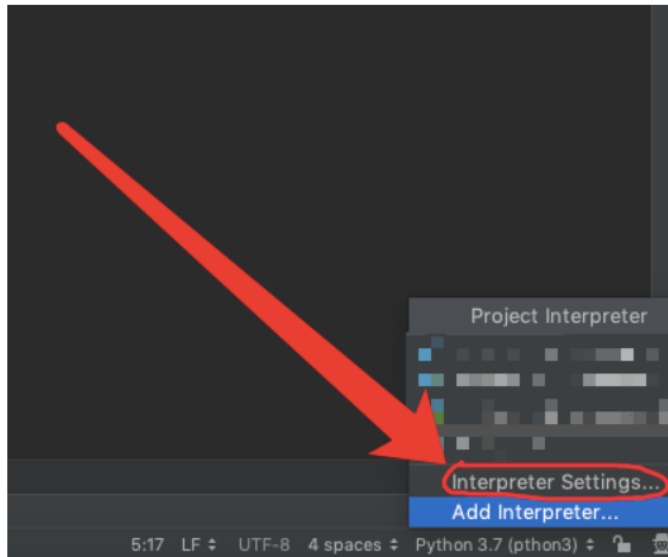 Project Interpreter
Interpreter Settings...
Add Interpreter...
5:17 LF UTF-8 4 spaces Python 3.7 (pthon3)